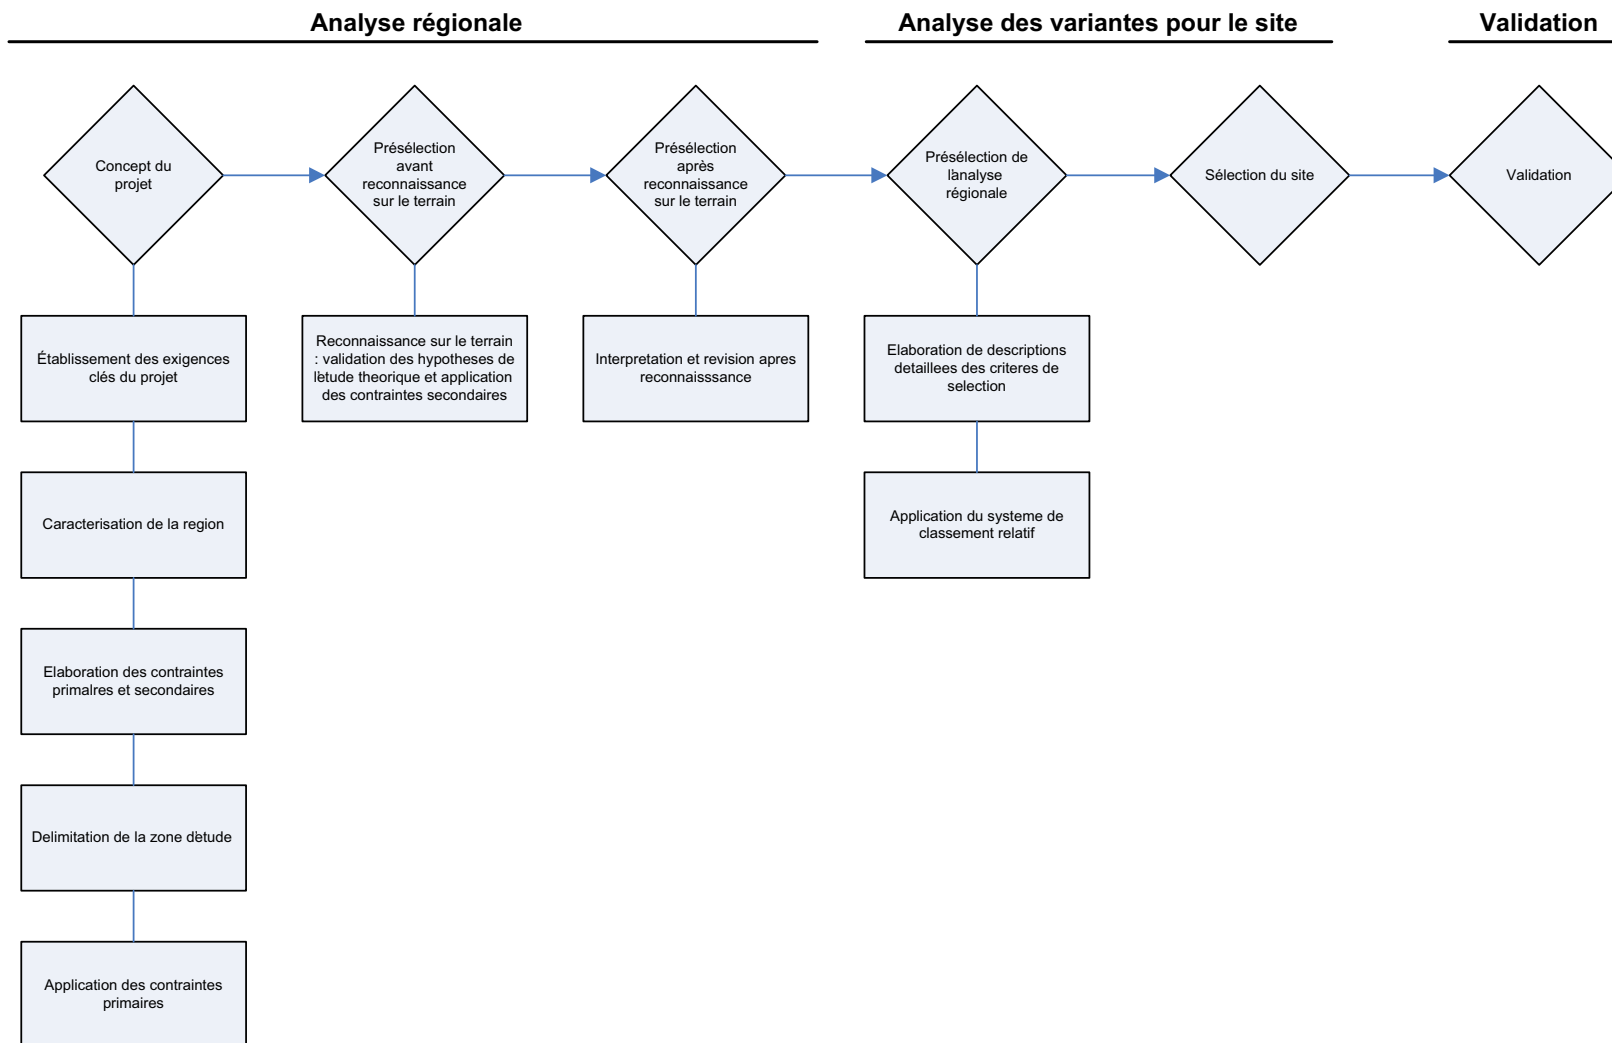 Analyse régionale
Analyse des variantes pour le site
Validation
Concept du
projet
Présélection
avant
reconnaissance
sur le terrain
Présélection
après
reconnaissance
sur le terrain
Présélection de
l'analyse
régionale
Sélection du site
Validation
Établissement des exigences
clés du projet
Reconnaissance sur le terrain
: validation des hypotheses de
l'etude theorique et application
des contraintes secondaires
Interpretation et revision apres
reconnaisssance
Elaboration de descriptions
detaillees des criteres de
selection
Caracterisation de la region
Application du systeme de
classement relatif
Elaboration des contraintes
primalres et secondaires
Delimitation de la zone d'etude
Application des contraintes
primaires